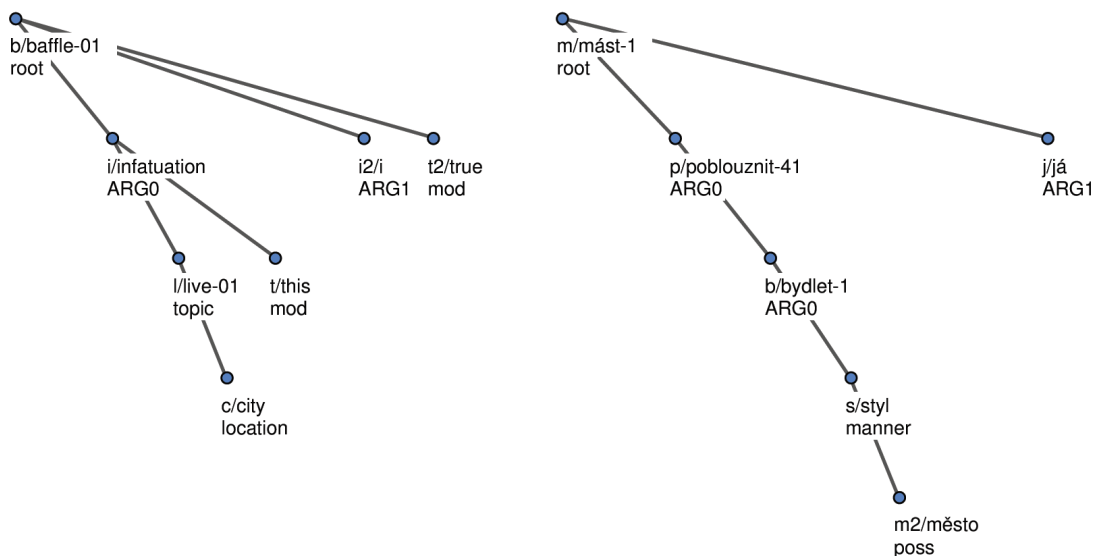 b/baffle-01
root
i/infatuation
ARG0
i2/i
ARG1
t2/true
mod
l/live-01
topic
t/this
mod
c/city
location
m/mást-1
root
p/poblouznit-41
ARG0
j/já
ARG1
b/bydlet-1
ARG0
s/styl
manner
m2/město
poss